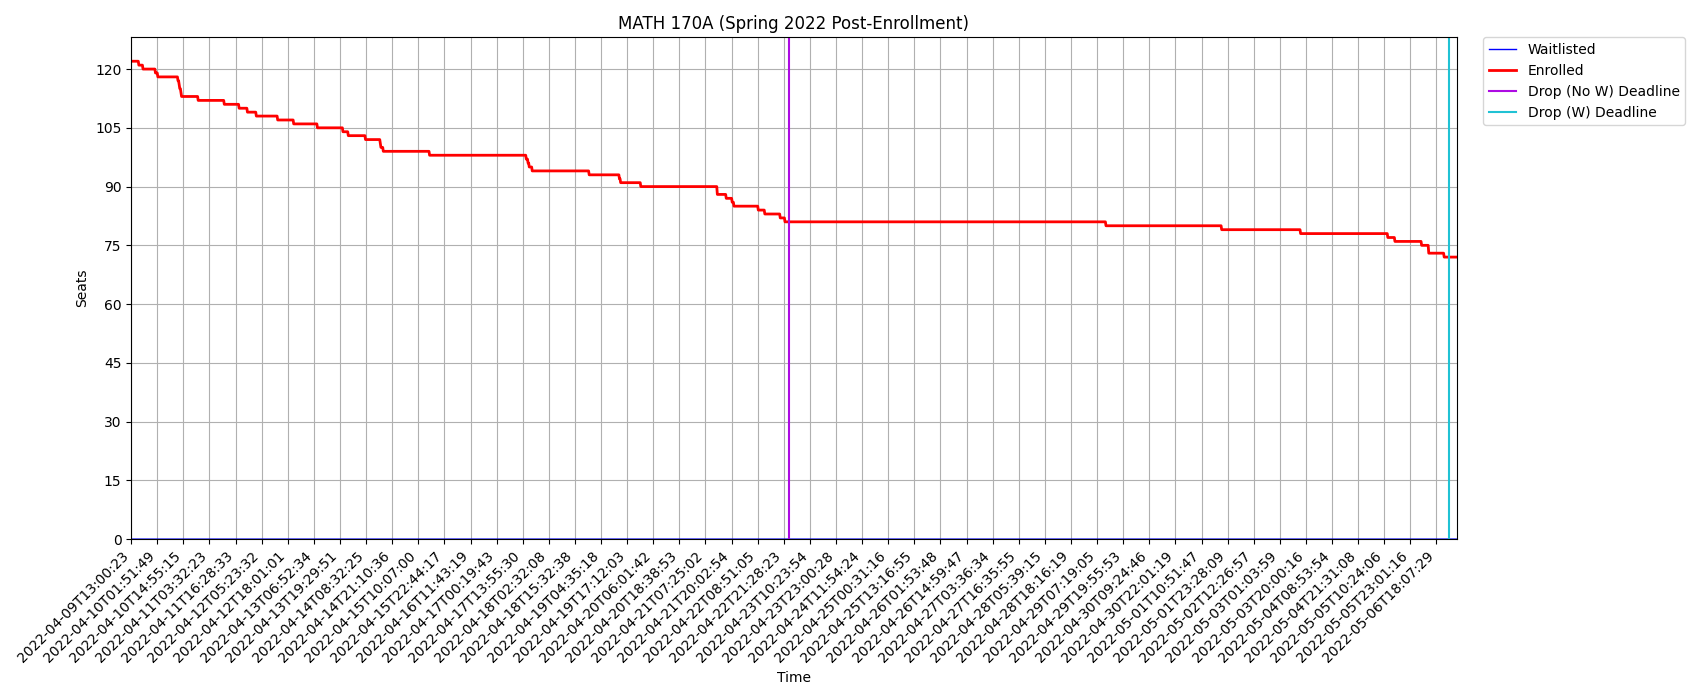 MATH 170A (Spring 2022 Post-Enrollment)
Waitlisted
Enrolled
Drop (No W) Deadline
Drop (W) Deadline
Seats
120
105
90
75
60
45
30
15
0
2022-04-09T13:00:23
2022-04-10T01:51:49
2022-04-10T14:55:15
2022-04-11T03:32:23
2022-04-11T16:28:33
2022-04-12T05:23:32
2022-04-12T18:01:01
2022-04-13T06:52:34
2022-04-13T19:29:51
2022-04-14T08:32:25
2022-04-14T21:10:36
2022-04-15T10:07:00
2022-04-15T22:44:17
2022-04-16T11:43:19
2022-04-17T00:19:43
2022-04-17T13:55:30
2022-04-18T02:32:08
2022-04-18T15:32:38
2022-04-19T04:35:18
2022-04-19T17:12:03
2022-04-20T06:01:42
2022-04-20T18:38:53
2022-04-21T07:25:02
2022-04-21T20:02:54
2022-04-22T08:51:05
2022-04-22T21:28:23
2022-04-23T10:23:54
2022-04-23T23:00:28
2022-04-24T11:54:24
2022-04-25T00:31:16
2022-04-25T13:16:55
2022-04-26T01:53:48
2022-04-26T14:59:47
2022-04-27T03:36:34
2022-04-27T16:35:55
2022-04-28T05:39:15
2022-04-28T18:16:19
2022-04-29T07:19:05
2022-04-29T19:55:53
2022-04-30T09:24:46
2022-04-30T22:01:19
2022-05-01T10:51:47
2022-05-01T23:28:09
2022-05-02T12:26:57
2022-05-03T01:03:59
2022-05-03T20:00:16
2022-05-04T08:53:54
2022-05-04T21:31:08
2022-05-05T10:24:06
2022-05-05T23:01:16
2022-05-06T18:07:29
Time